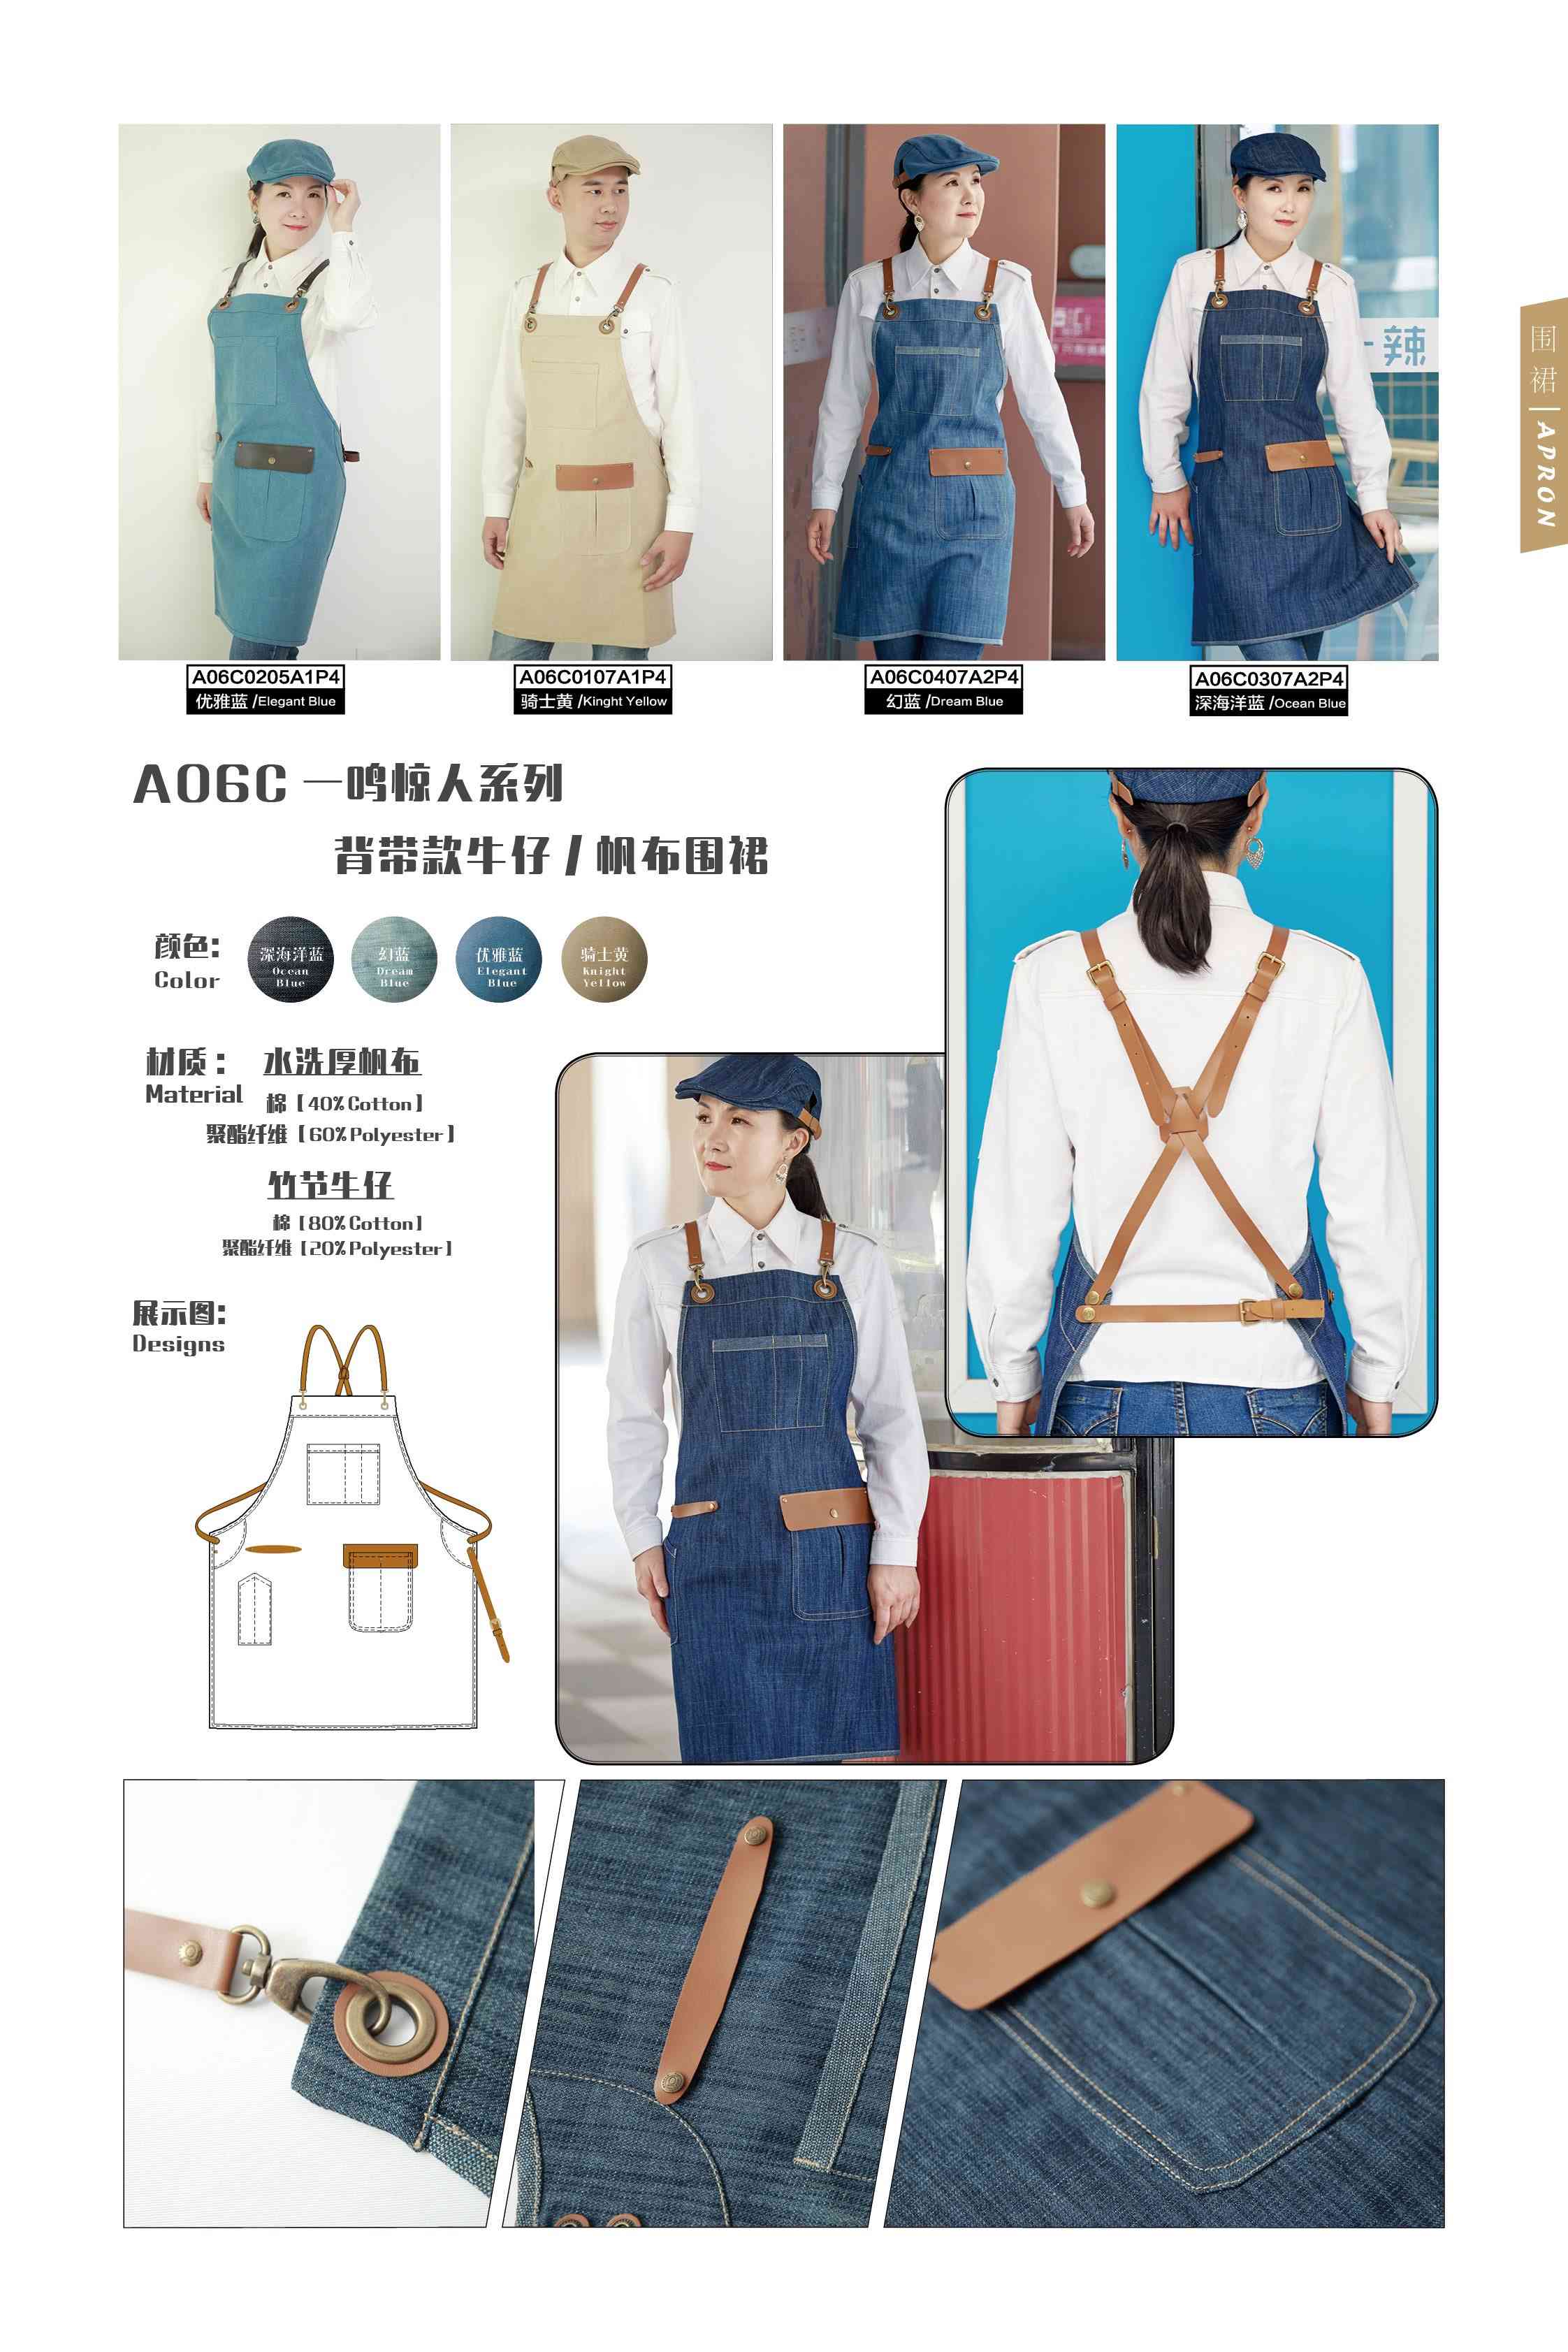 辣
围裙 | APRON
A06C0205A1P4
优雅蓝 /Elegant Blue
A06C0107A1P4
骑士黄 /Kinght Yellow
A06C0407A2P4
幻蓝 /Dream Blue
A06C0307A2P4
深海洋蓝 /Ocean Blue
A06C 一鸣惊人系列
背带款牛仔 / 帆布围裙
颜色:
Color
深海洋蓝
Ocean
Blue
幻蓝
Dream
Blue
优雅蓝
Elegant
Blue
骑士黄
Knight
Yellow
材质： 水洗厚帆布
Material
棉 [ 40% Cotton ]
聚酯纤维 [ 60% Polyester ]
竹节牛仔
棉 [ 80% Cotton ]
聚酯纤维 [ 20% Polyester ]
展示图:
Designs